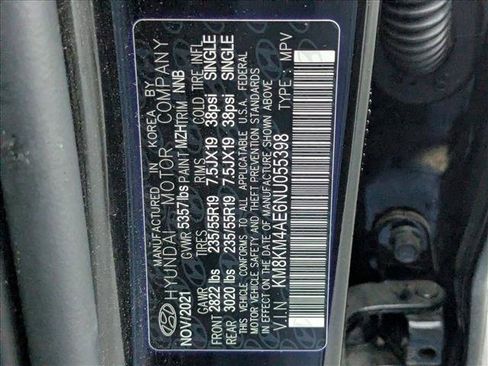 MANUFACTURED IN KOREA BY
HYUNDAI MOTOR COMPANY
NOV/2021 GVWR 5357lbs PAINT MZH TRIM NNB
GAWR TIRES RIMS COLD TIRE INFL
FRONT 2822 lbs 235/55R19 7.5JX19 38psi SINGLE
REAR 3020 lbs 235/55R19 7.5JX19 38psi SINGLE
THIS VEHICLE CONFORMS TO ALL APPLICABLE U.S.A. FEDERAL
MOTOR VEHICLE SAFETY, BUMPER, AND THEFT PREVENTION STANDARDS
IN EFFECT ON THE DATE OF MANUFACTURE SHOWN ABOVE.
V.I.N : KM8KM4AE6NU055398 TYPE : MPV